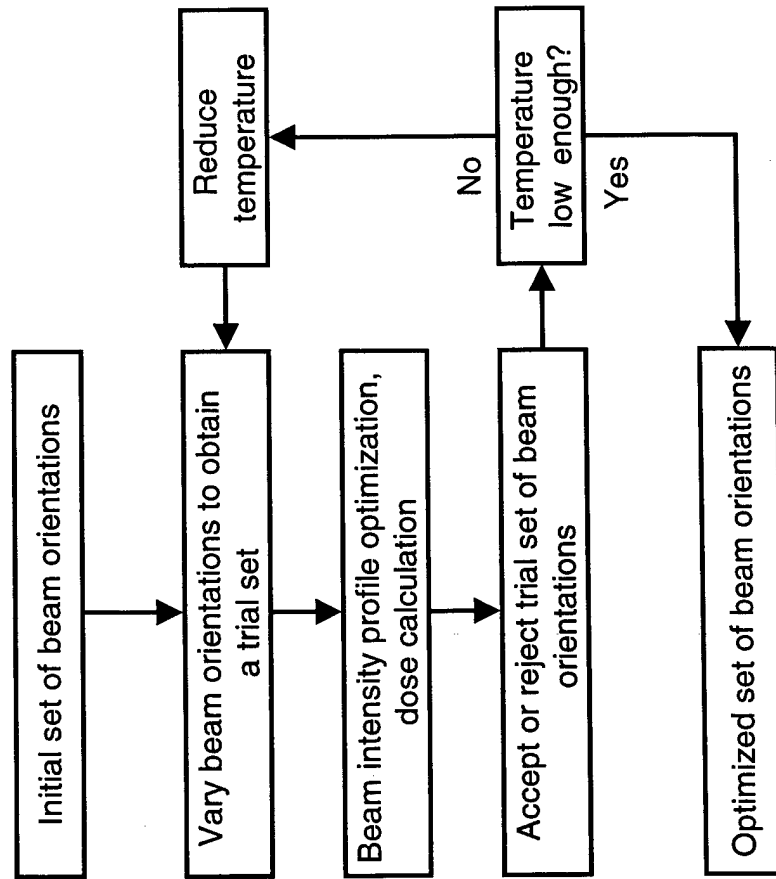 Initial set of beam orientations
Vary beam orientations to obtain
a trial set
Beam intensity profile optimization,
dose calculation
Accept or reject trial set of beam
orientations
Temperature
low enough?
No
Reduce
temperature
Yes
Optimized set of beam orientations